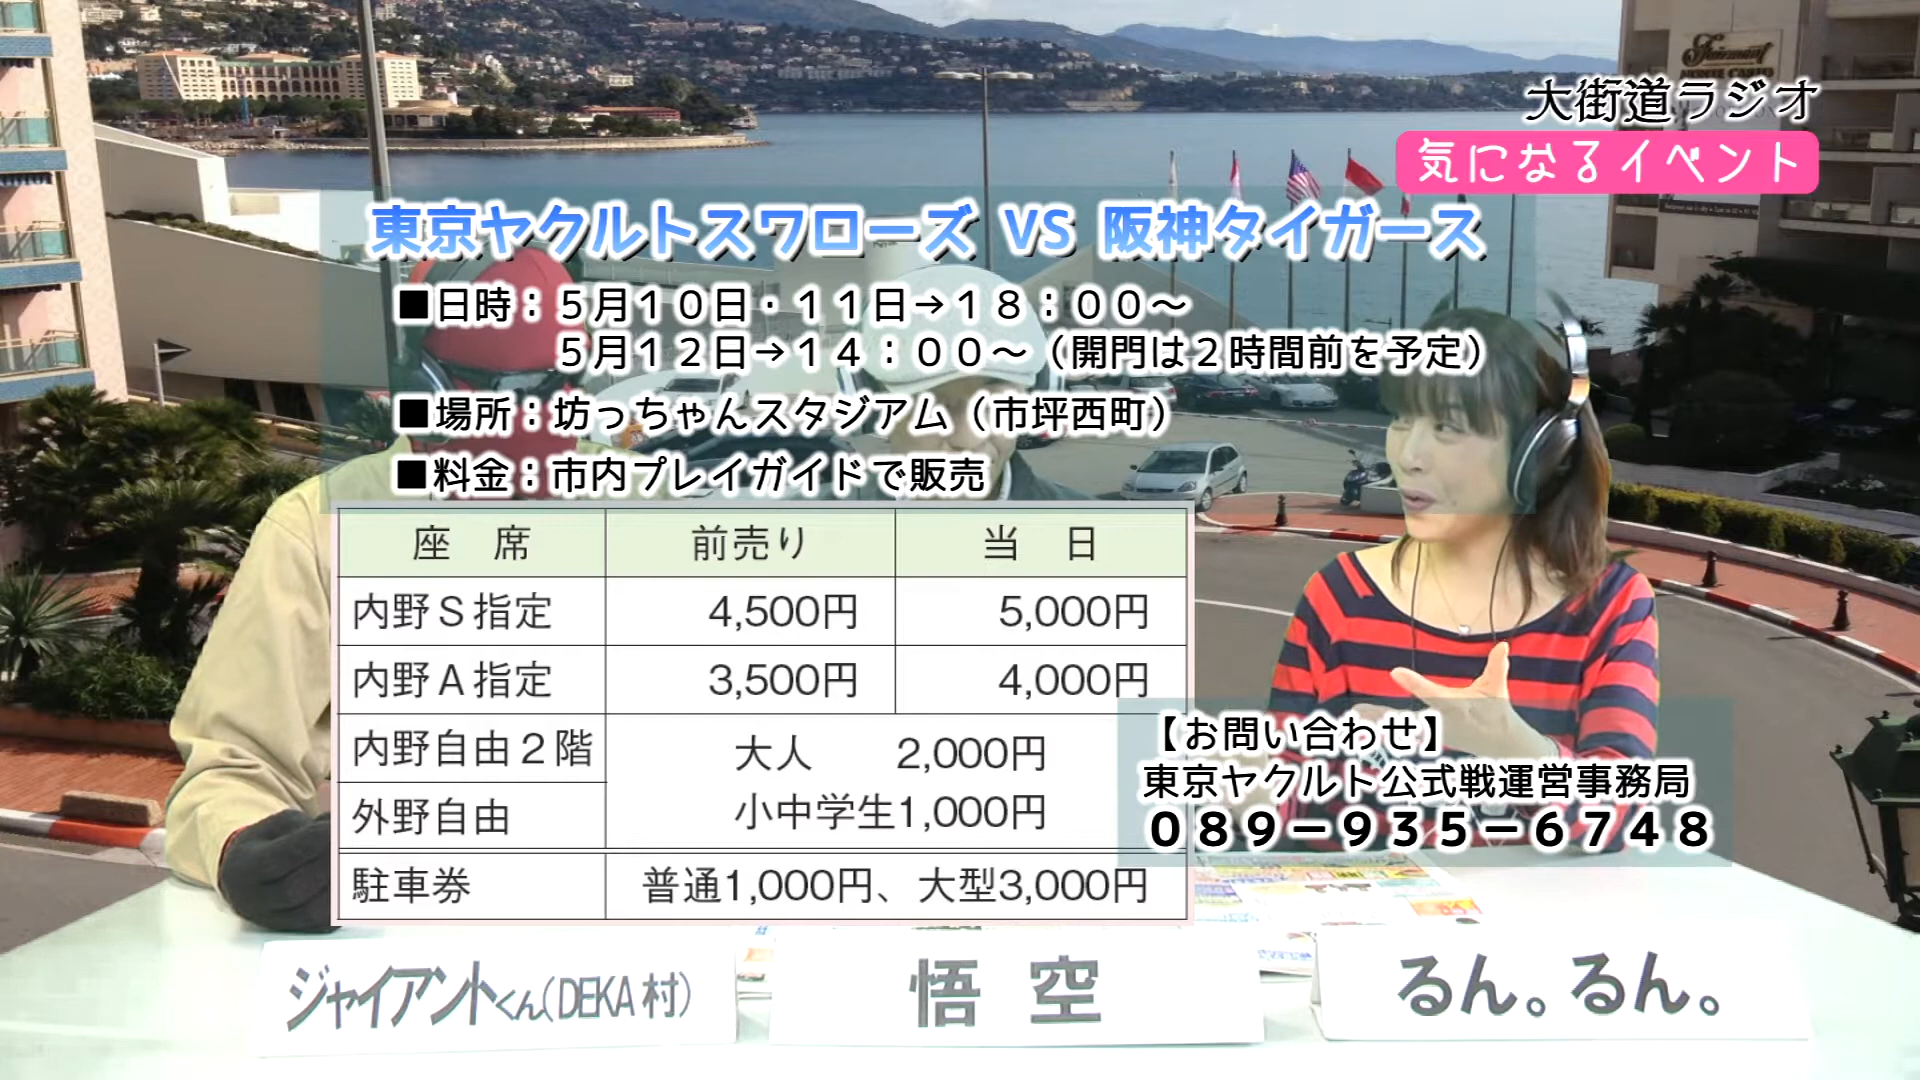 Fairmont
MONTE CARLO
大街道ラジオ
気になるイベント
東京ヤクルトスワローズ VS 阪神タイガース
■日時：５月１０日・１１日→１８：００～
５月１２日→１４：００～（開門は２時間前を予定）
■場所：坊っちゃんスタジアム（市坪西町）
■料金：市内プレイガイドで販売
座　席　前売り　当　日
内野Ｓ指定　4,500円　5,000円
内野Ａ指定　3,500円　4,000円
内野自由２階　大人　2,000円
外野自由　小中学生1,000円
駐車券　普通1,000円、大型3,000円
【お問い合わせ】
東京ヤクルト公式戦運営事務局
０８９－９３５－６７４８
ジャイアントくん(DEKA村)
悟空
るん。るん。